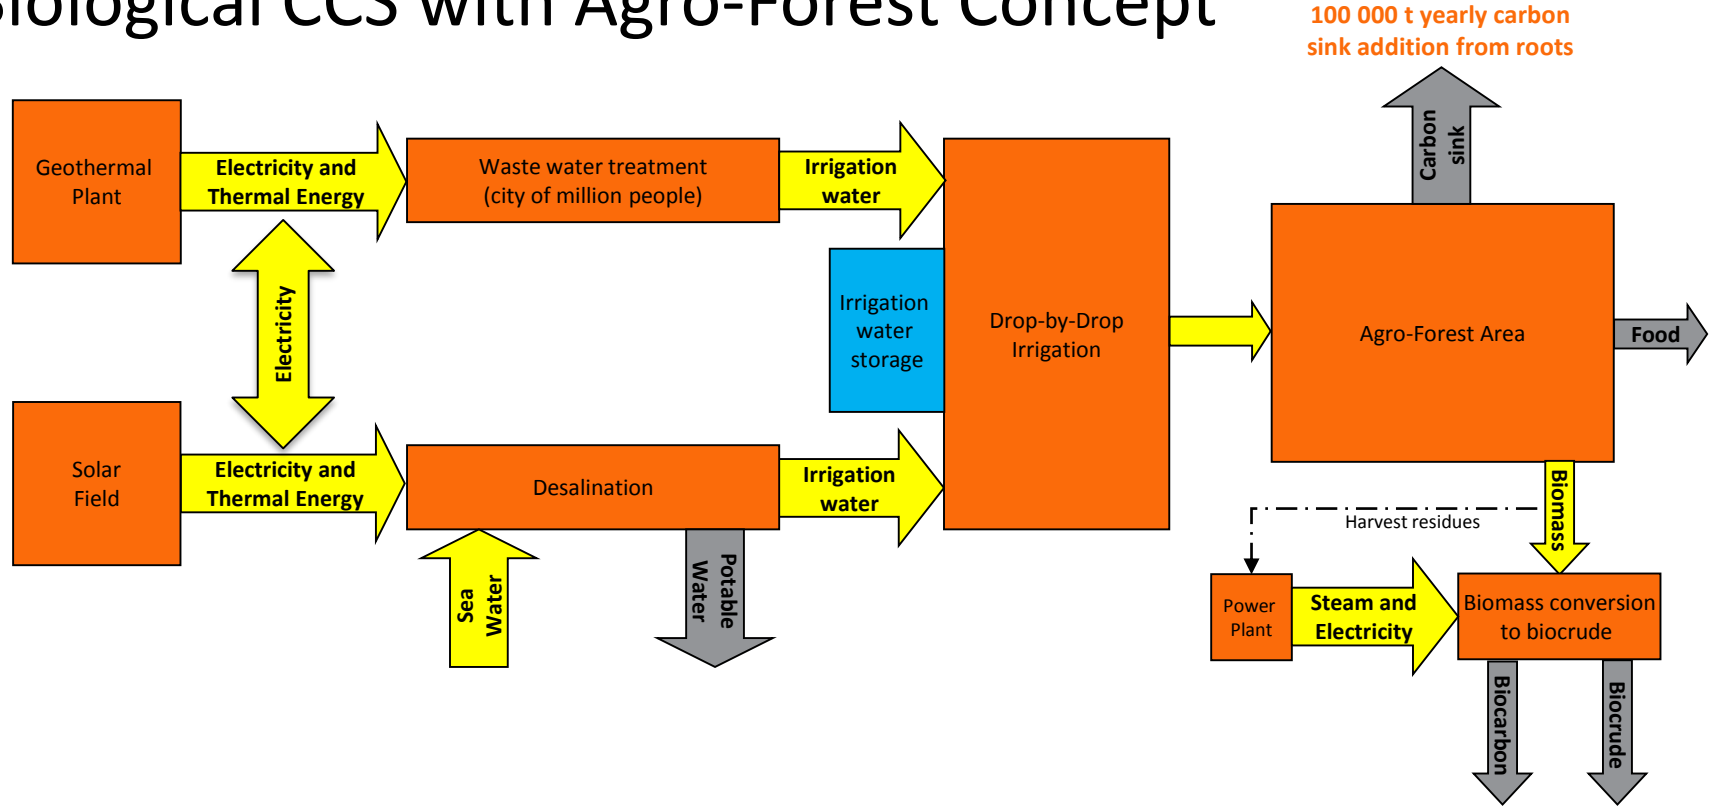 Biological CCS with Agro-Forest Concept
100 000 t yearly carbon
sink addition from roots
Carbon
sink
Geothermal
Plant
Electricity and
Thermal Energy
Waste water treatment
(city of million people)
Irrigation
water
Electricity
Irrigation
water
storage
Drop-by-Drop
Irrigation
Agro-Forest Area
Food
Solar
Field
Electricity and
Thermal Energy
Desalination
Irrigation
water
Sea
Water
Potable
Water
Biomass
Harvest residues
Power
Plant
Steam and
Electricity
Biomass conversion
to biocrude
Biocarbon
Biocrude